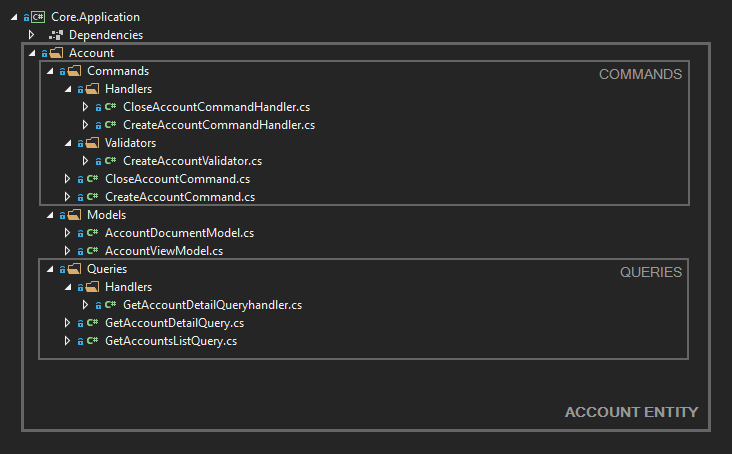 Core.Application
Dependencies
Account
Commands
COMMANDS
Handlers
C# CloseAccountCommandHandler.cs
C# CreateAccountCommandHandler.cs
Validators
C# CreateAccountValidator.cs
C# CloseAccountCommand.cs
C# CreateAccountCommand.cs
Models
C# AccountDocumentModel.cs
C# AccountViewModel.cs
Queries
QUERIES
Handlers
C# GetAccountDetailQueryhandler.cs
C# GetAccountDetailQuery.cs
C# GetAccountsListQuery.cs
ACCOUNT ENTITY